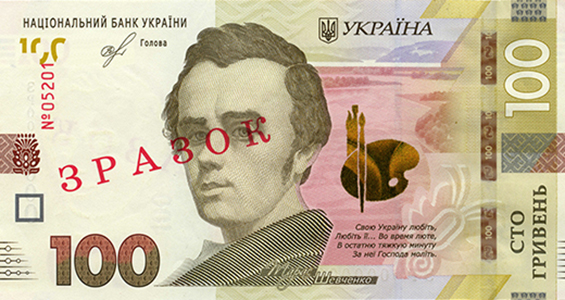 НАЦІОНАЛЬНИЙ БАНК УКРАЇНИ
Голова
УКРАЇНА
100
№05201
ЗРАЗОК
100
Свою Україну любіть,
Любіть її... Во время люте,
В остатню тяжкую минуту
За неї Господа моліть.
Шевченко
100
СТО
ГРИВЕНЬ